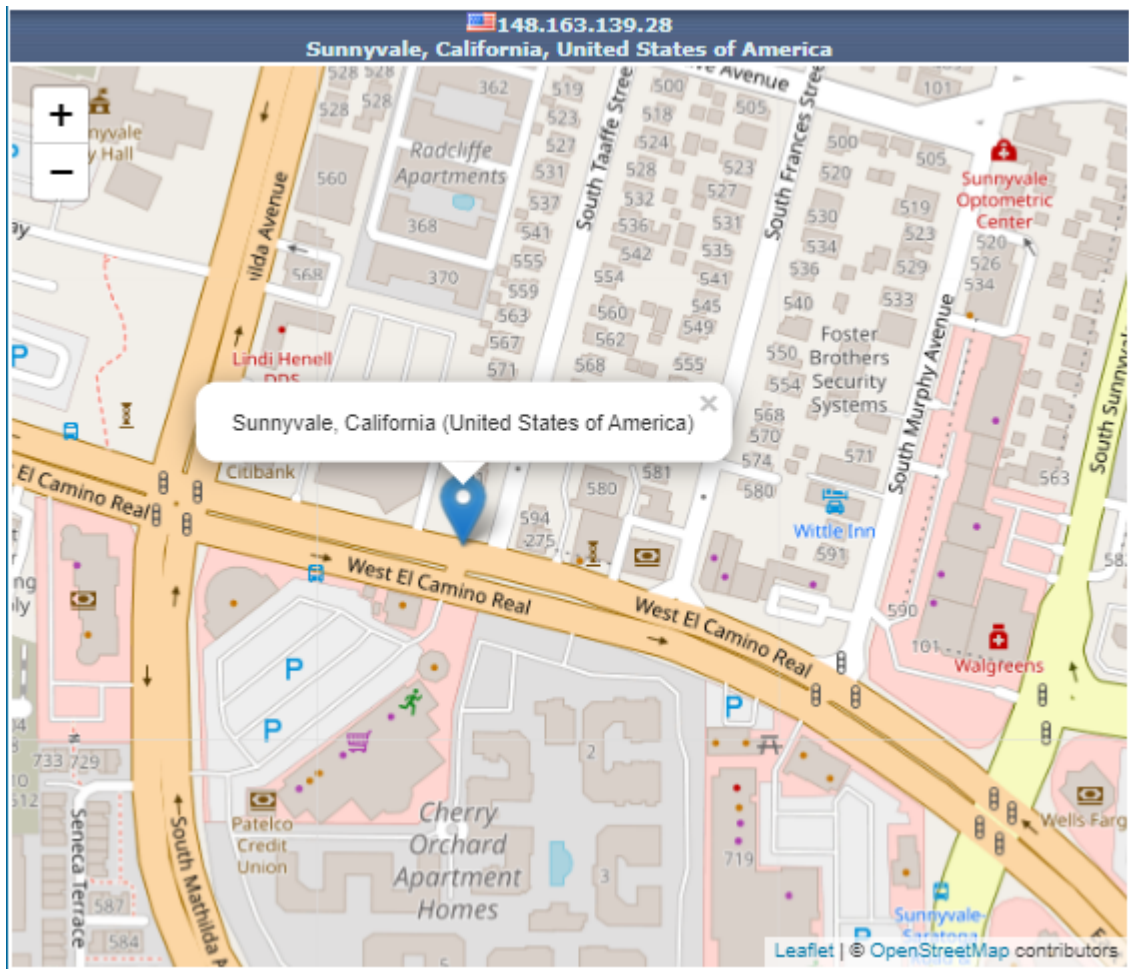 148.163.139.28
Sunnyvale, California, United States of America
+
−
528 528
528
528
362
519
523
527
531
537
541
555
559
563
567
571
500
518
524
528
532
536
542
554
560
562
568
505
523
527
531
535
541
545
549
555
101
500
520
530
534
536
540
550
554
568
570
574
580
505
519
523
529
533
Avenue
South Taaffe Street
South Frances
Sunnyvale
Optometric
Center
520
526
534
Radcliffe
Apartments
560
368
370
568
Lindi Henell
DDS
Foster
Brothers
Security
Systems
South Murphy Avenue
P
Sunnyvale, California (United States of America)
×
Citibank
El Camino Real
580
581
594
275
571
563
Wittle Inn
591
West El Camino Real
West El Camino Real
590
101
Walgreens
P
P
P
733 729
Seneca Terrace
587
584
South Mathilda
Patelco
Credit
Union
Cherry
Orchard
Apartment
Homes
2
3
5
719
P
Sunnyvale-
Saratoga
Leaflet | © OpenStreetMap contributors